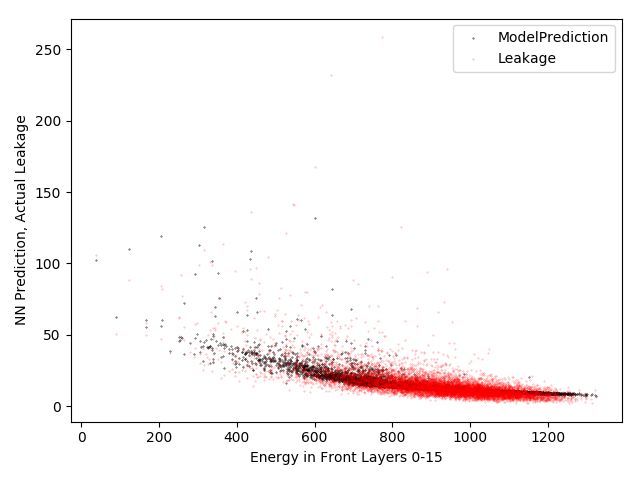 ModelPrediction
Leakage
NN Prediction, Actual Leakage
250
200
150
100
50
0
0 200 400 600 800 1000 1200
Energy in Front Layers 0-15